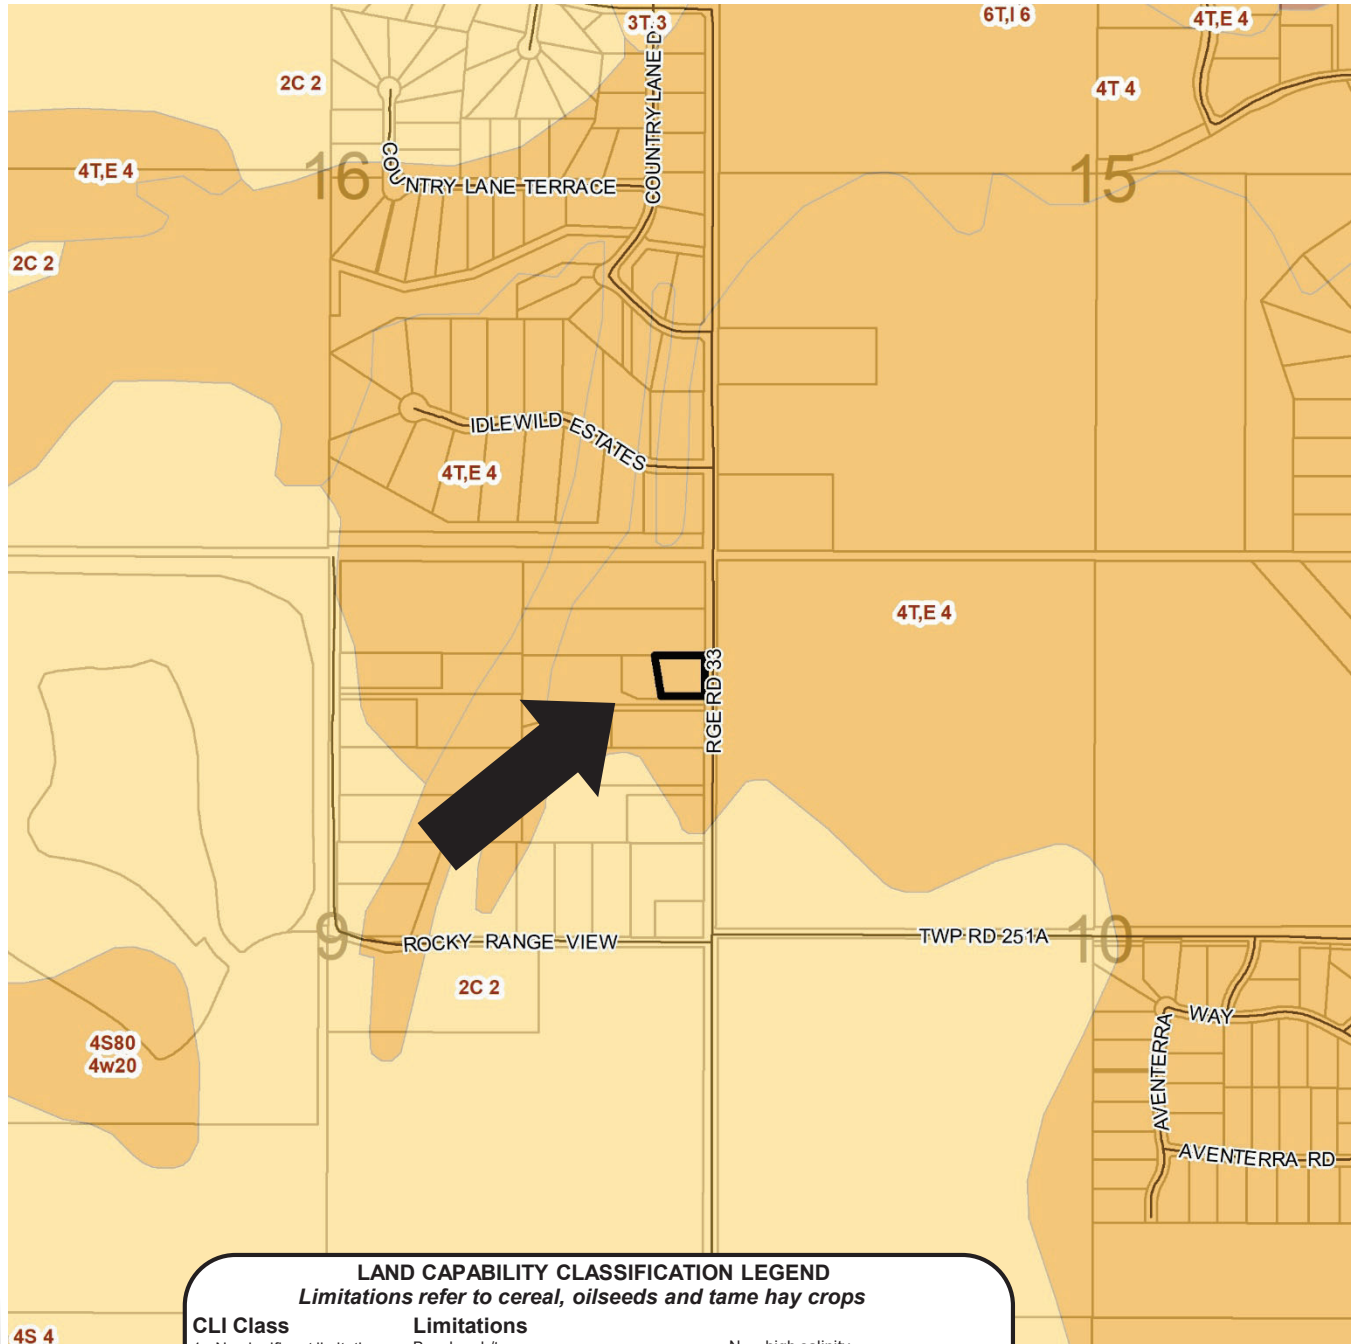 3T 3
6T,I 6
4T,E 4
2C 2
4T 4
COUNTRY LANE D
4T,E 4
16
COUNTRY LANE TERRACE
15
2C 2
IDLEWILD ESTATES
4T,E 4
4T,E 4
RGE RD 33
9
ROCKY RANGE VIEW
TWP RD 251A
10
2C 2
AVENTERRA WAY
4S80
4w20
AVENTERRA RD
LAND CAPABILITY CLASSIFICATION LEGEND
Limitations refer to cereal, oilseeds and tame hay crops
CLI Class
Limitations
4S 4